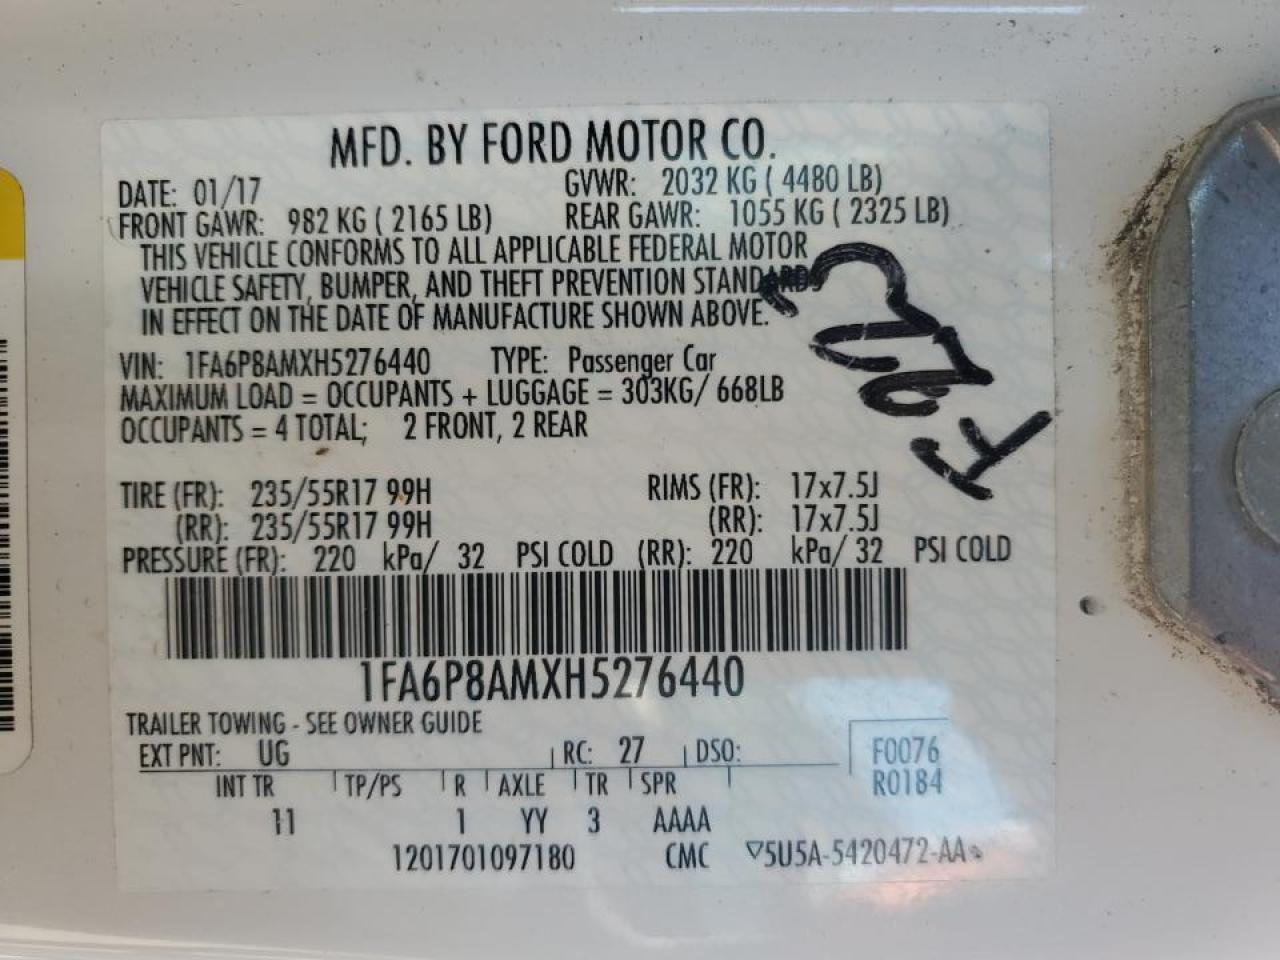 MFD. BY FORD MOTOR CO.
DATE: 01/17 GVWR: 2032 KG ( 4480 LB)
FRONT GAWR: 982 KG ( 2165 LB) REAR GAWR: 1055 KG ( 2325 LB)
THIS VEHICLE CONFORMS TO ALL APPLICABLE FEDERAL MOTOR
VEHICLE SAFETY, BUMPER, AND THEFT PREVENTION STANDARDS
IN EFFECT ON THE DATE OF MANUFACTURE SHOWN ABOVE.
VIN: 1FA6P8AMXH5276440 TYPE: Passenger Car
MAXIMUM LOAD = OCCUPANTS + LUGGAGE = 303KG/ 668LB
OCCUPANTS = 4 TOTAL; 2 FRONT, 2 REAR
TIRE (FR): 235/55R17 99H RIMS (FR): 17x7.5J
(RR): 235/55R17 99H (RR): 17x7.5J
PRESSURE (FR): 220 kPa/ 32 PSI COLD (RR): 220 kPa/ 32 PSI COLD
1FA6P8AMXH5276440
TRAILER TOWING - SEE OWNER GUIDE
EXT PNT: UG RC: 27 DSO: F0076
INT TR TP/PS R AXLE TR SPR R0184
11 1 YY 3 AAAA
1201701097180 CMC ▽5U5A-5420472-AA